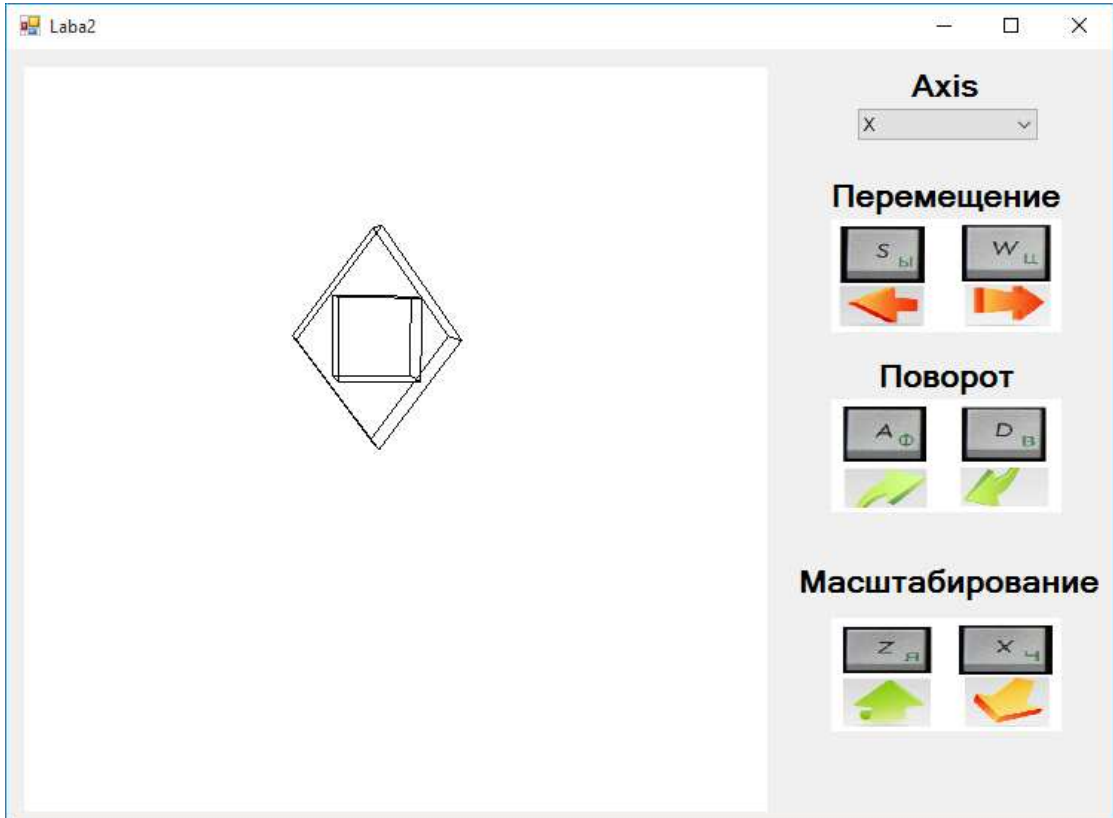 Laba2
Axis
X
Перемещение
S Ы
W Ц
Поворот
A Ф
D В
Масштабирование
Z Я
X Ч